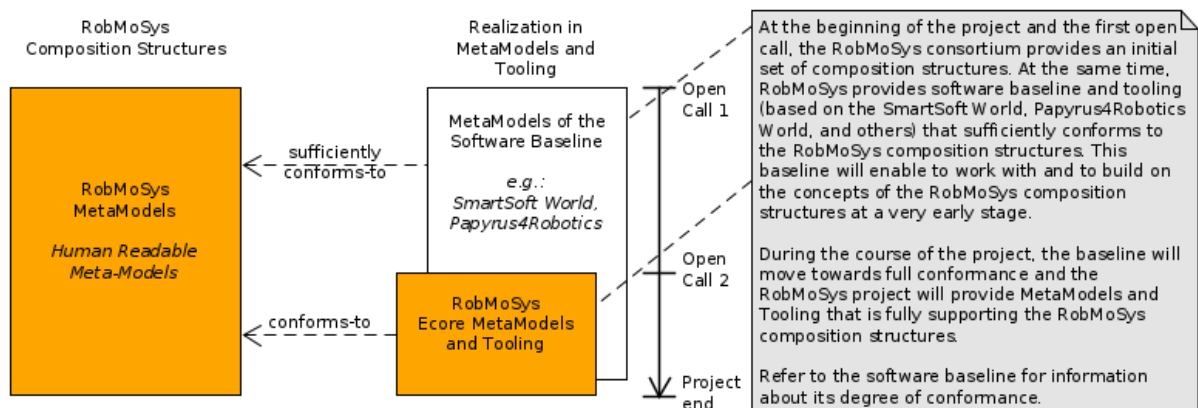 RobMoSys
Composition Structures
RobMoSys
MetaModels
Human Readable
Meta-Models
sufficiently
conforms-to
conforms-to
Realization in
MetaModels and
Tooling
MetaModels of the
Software Baseline
e.g.:
SmartSoft World,
Papyrus4Robotics
RobMoSys
Ecore MetaModels
and Tooling
Open
Call 1
Open
Call 2
Project
end
At the beginning of the project and the first open
call, the RobMoSys consortium provides an initial
set of composition structures. At the same time,
RobMoSys provides software baseline and tooling
(based on the SmartSoft World, Papyrus4Robotics
World, and others) that sufficiently conforms to
the RobMoSys composition structures. This
baseline will enable to work with and to build on
the concepts of the RobMoSys composition
structures at a very early stage.
During the course of the project, the baseline will
move towards full conformance and the
RobMoSys project will provide MetaModels and
Tooling that is fully supporting the RobMoSys
composition structures.
Refer to the software baseline for information
about its degree of conformance.